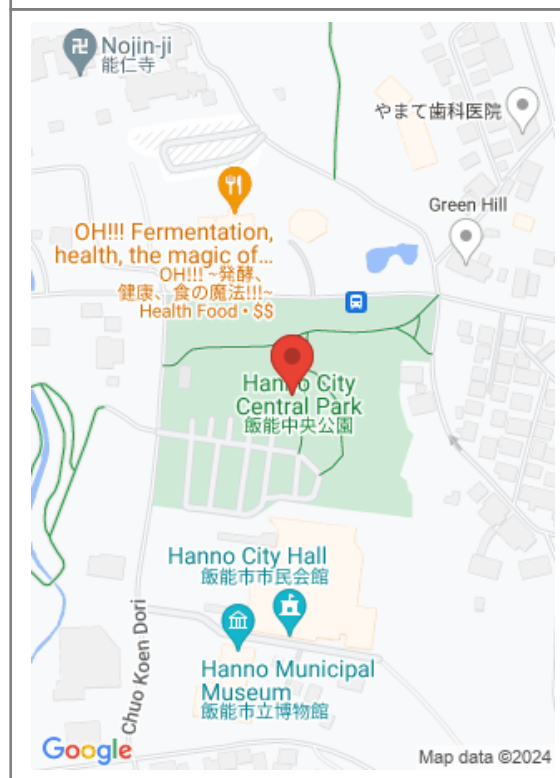 Nojin-ji
能仁寺
やまて歯科医院
Green Hill
OH!!! Fermentation,
health, the magic of...
OH!!! ~発酵、
健康、食の魔法!!!~
Health Food • $$
Hanno City
Central Park
飯能中央公園
Hanno City Hall
飯能市市民会館
Hanno Municipal
Museum
飯能市立博物館
Chuo Koen Dori
Google
Map data ©2024